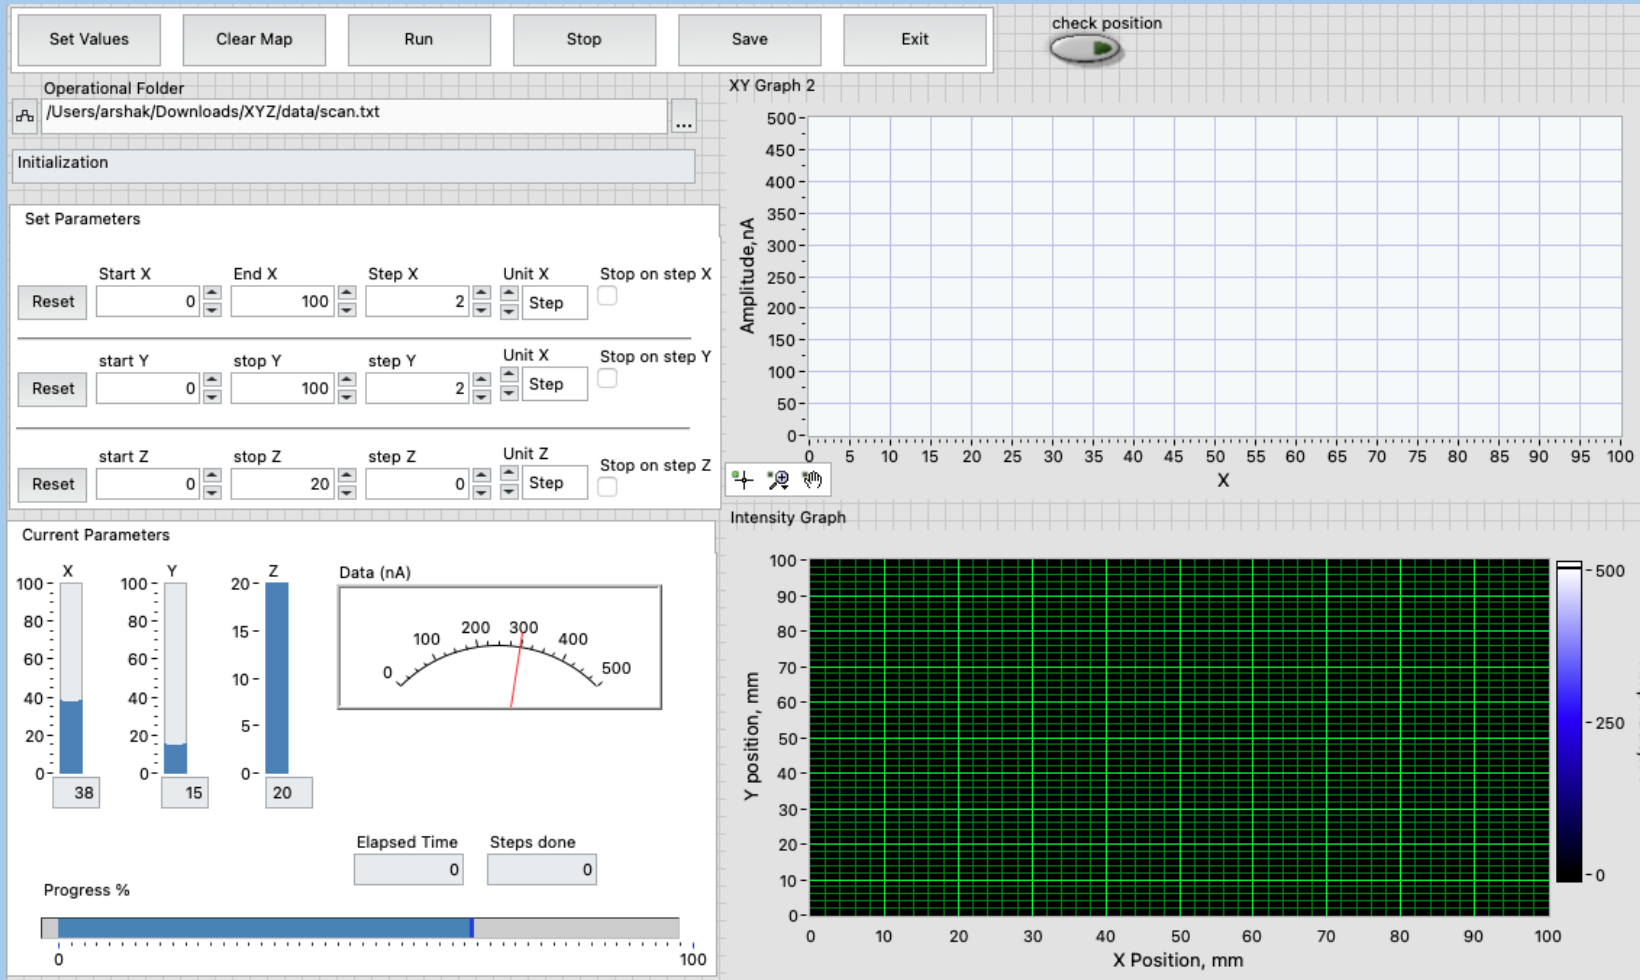 Set Values Clear Map Run Stop Save Exit
check position
Operational Folder
/Users/arshak/Downloads/XYZ/data/scan.txt
...
Initialization
Set Parameters
Start X End X Step X Unit X Stop on step X
Reset 0 100 2 Step
start Y stop Y step Y Unit X Stop on step Y
Reset 0 100 2 Step
start Z stop Z step Z Unit Z Stop on step Z
Reset 0 20 0 Step
Current Parameters
X Y Z
100 100 20
80 80 15
60 60 10
40 40 5
20 20 0
0 0
38 15 20
Data (nA)
0 100 200 300 400 500
Elapsed Time Steps done
0 0
Progress %
0 100
XY Graph 2
500
450
400
350
300
250
200
150
100
50
0
Amplitude,nA
0 5 10 15 20 25 30 35 40 45 50 55 60 65 70 75 80 85 90 95 100
X
Intensity Graph
100
90
80
70
60
50
40
30
20
10
0
Y position, mm
0 10 20 30 40 50 60 70 80 90 100
X Position, mm
500
250
0